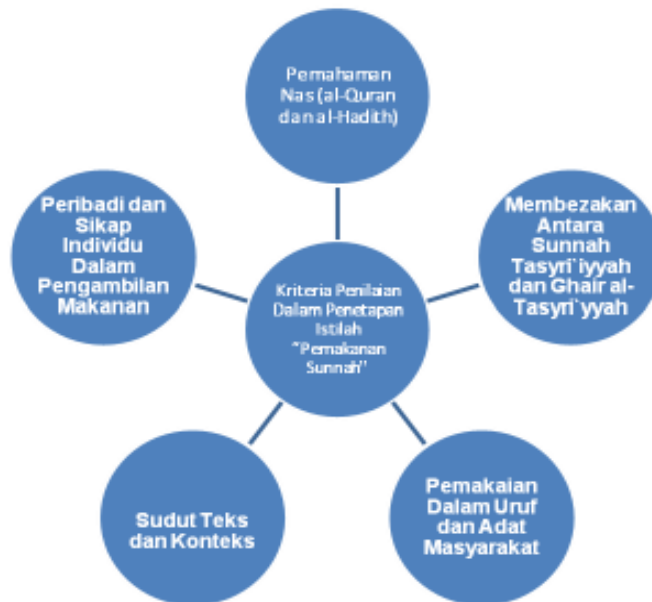 Pemahaman
Nas (al-Quran
dan al-Hadith)
Peribadi dan
Sikap
Individu
Dalam
Pengambilan
Makanan
Membezakan
Antara
Sunnah
Tasyri`iyyah
dan Ghair al-
Tasyri`yyah
Kriteria Penilaian
Dalam Penetapan
Istilah
"Pemakanan
Sunnah"
Sudut Teks
dan Konteks
Pemakaian
Dalam Uruf
dan Adat
Masyarakat